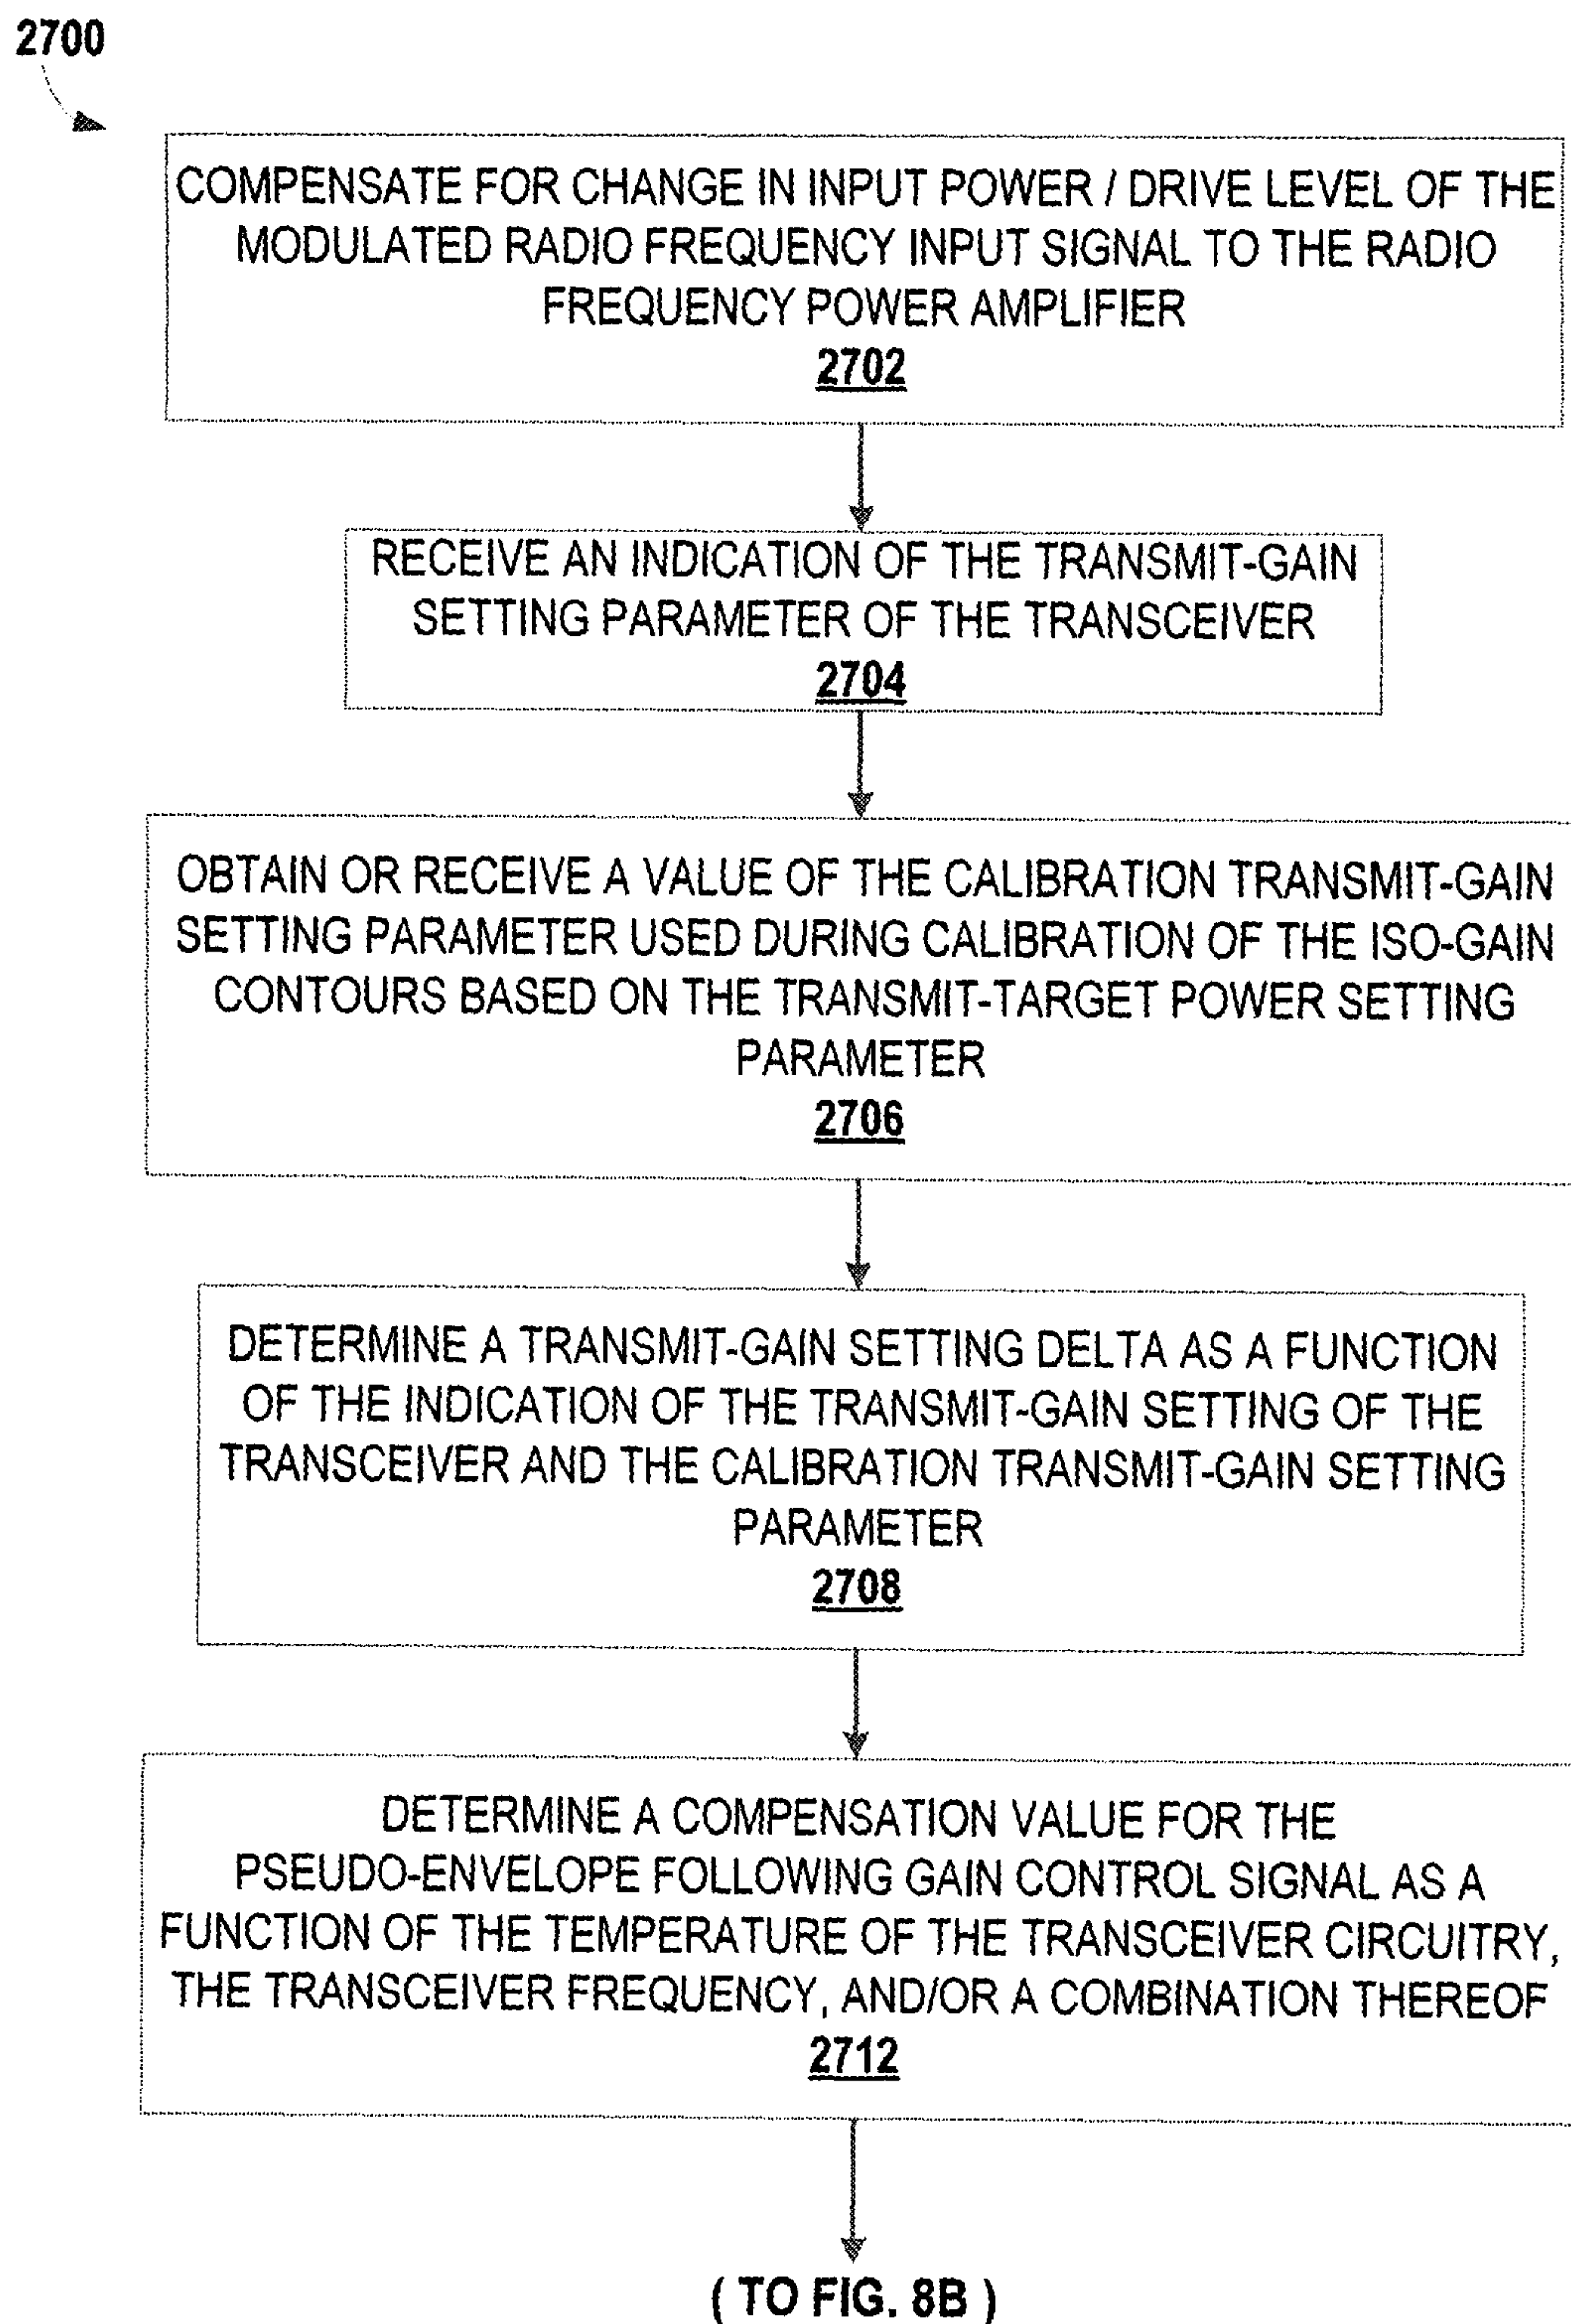 2700
COMPENSATE FOR CHANGE IN INPUT POWER / DRIVE LEVEL OF THE
MODULATED RADIO FREQUENCY INPUT SIGNAL TO THE RADIO
FREQUENCY POWER AMPLIFIER
2702
RECEIVE AN INDICATION OF THE TRANSMIT-GAIN
SETTING PARAMETER OF THE TRANSCEIVER
2704
OBTAIN OR RECEIVE A VALUE OF THE CALIBRATION TRANSMIT-GAIN
SETTING PARAMETER USED DURING CALIBRATION OF THE ISO-GAIN
CONTOURS BASED ON THE TRANSMIT-TARGET POWER SETTING
PARAMETER
2706
DETERMINE A TRANSMIT-GAIN SETTING DELTA AS A FUNCTION
OF THE INDICATION OF THE TRANSMIT-GAIN SETTING OF THE
TRANSCEIVER AND THE CALIBRATION TRANSMIT-GAIN SETTING
PARAMETER
2708
DETERMINE A COMPENSATION VALUE FOR THE
PSEUDO-ENVELOPE FOLLOWING GAIN CONTROL SIGNAL AS A
FUNCTION OF THE TEMPERATURE OF THE TRANSCEIVER CIRCUITRY,
THE TRANSCEIVER FREQUENCY, AND/OR A COMBINATION THEREOF
2712
( TO FIG. 8B )